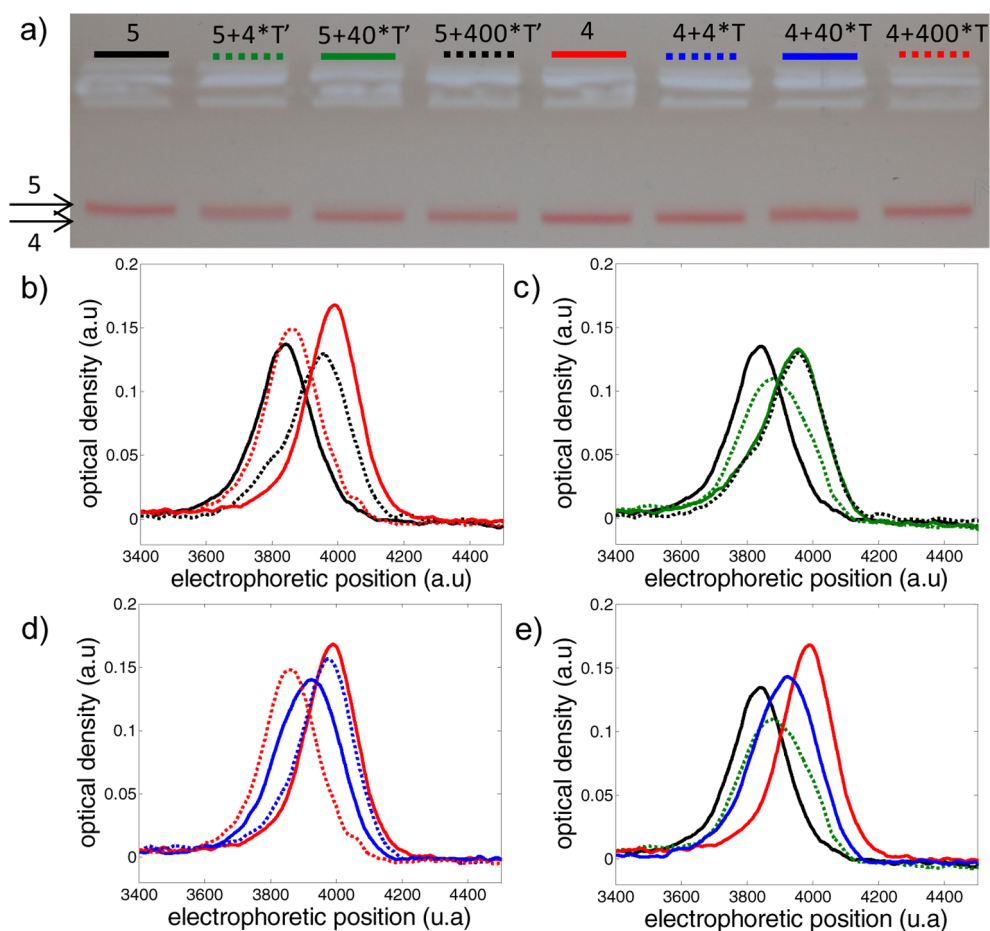 a)
5 5+4*T' 5+40*T' 5+400*T' 4 4+4*T 4+40*T 4+400*T
5
4
b)
0.2
0.15
0.1
0.05
0
optical density (a.u)
3400 3600 3800 4000 4200 4400
electrophoretic position (a.u)
c)
0.2
0.15
0.1
0.05
0
optical density (a.u)
3400 3600 3800 4000 4200 4400
electrophoretic position (a.u)
d)
0.2
0.15
0.1
0.05
0
optical density (a.u)
3400 3600 3800 4000 4200 4400
electrophoretic position (u.a)
e)
0.2
0.15
0.1
0.05
0
optical density (a.u)
3400 3600 3800 4000 4200 4400
electrophoretic position (u.a)